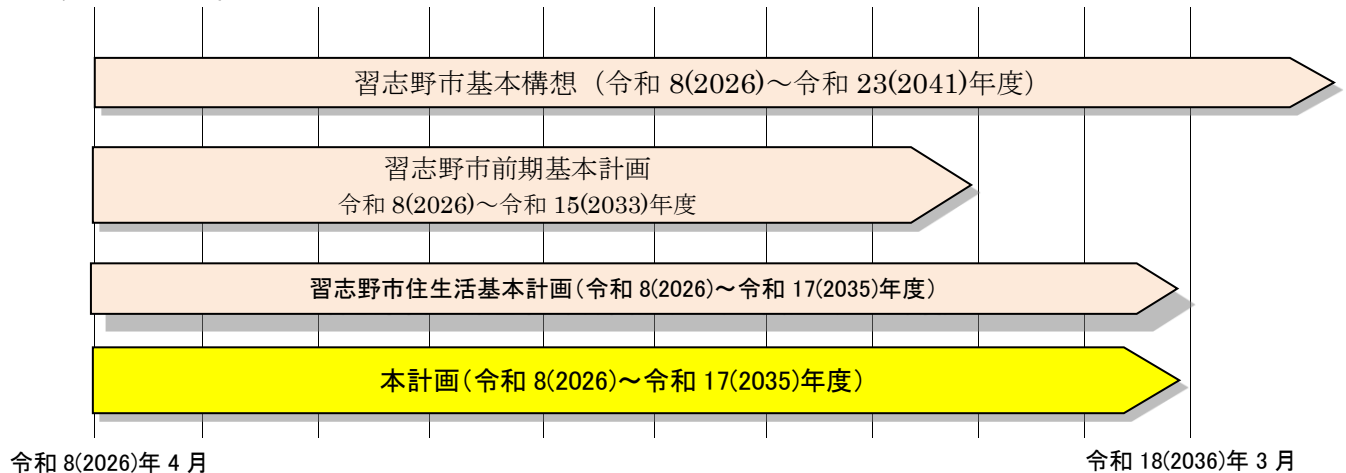 習志野市基本構想（令和 8(2026)～令和 23(2041)年度）
習志野市前期基本計画
令和 8(2026)～令和 15(2033)年度
習志野市住生活基本計画（令和 8(2026)～令和 17(2035)年度）
本計画（令和 8(2026)～令和 17(2035)年度）
令和 8(2026)年 4 月
令和 18(2036)年 3 月